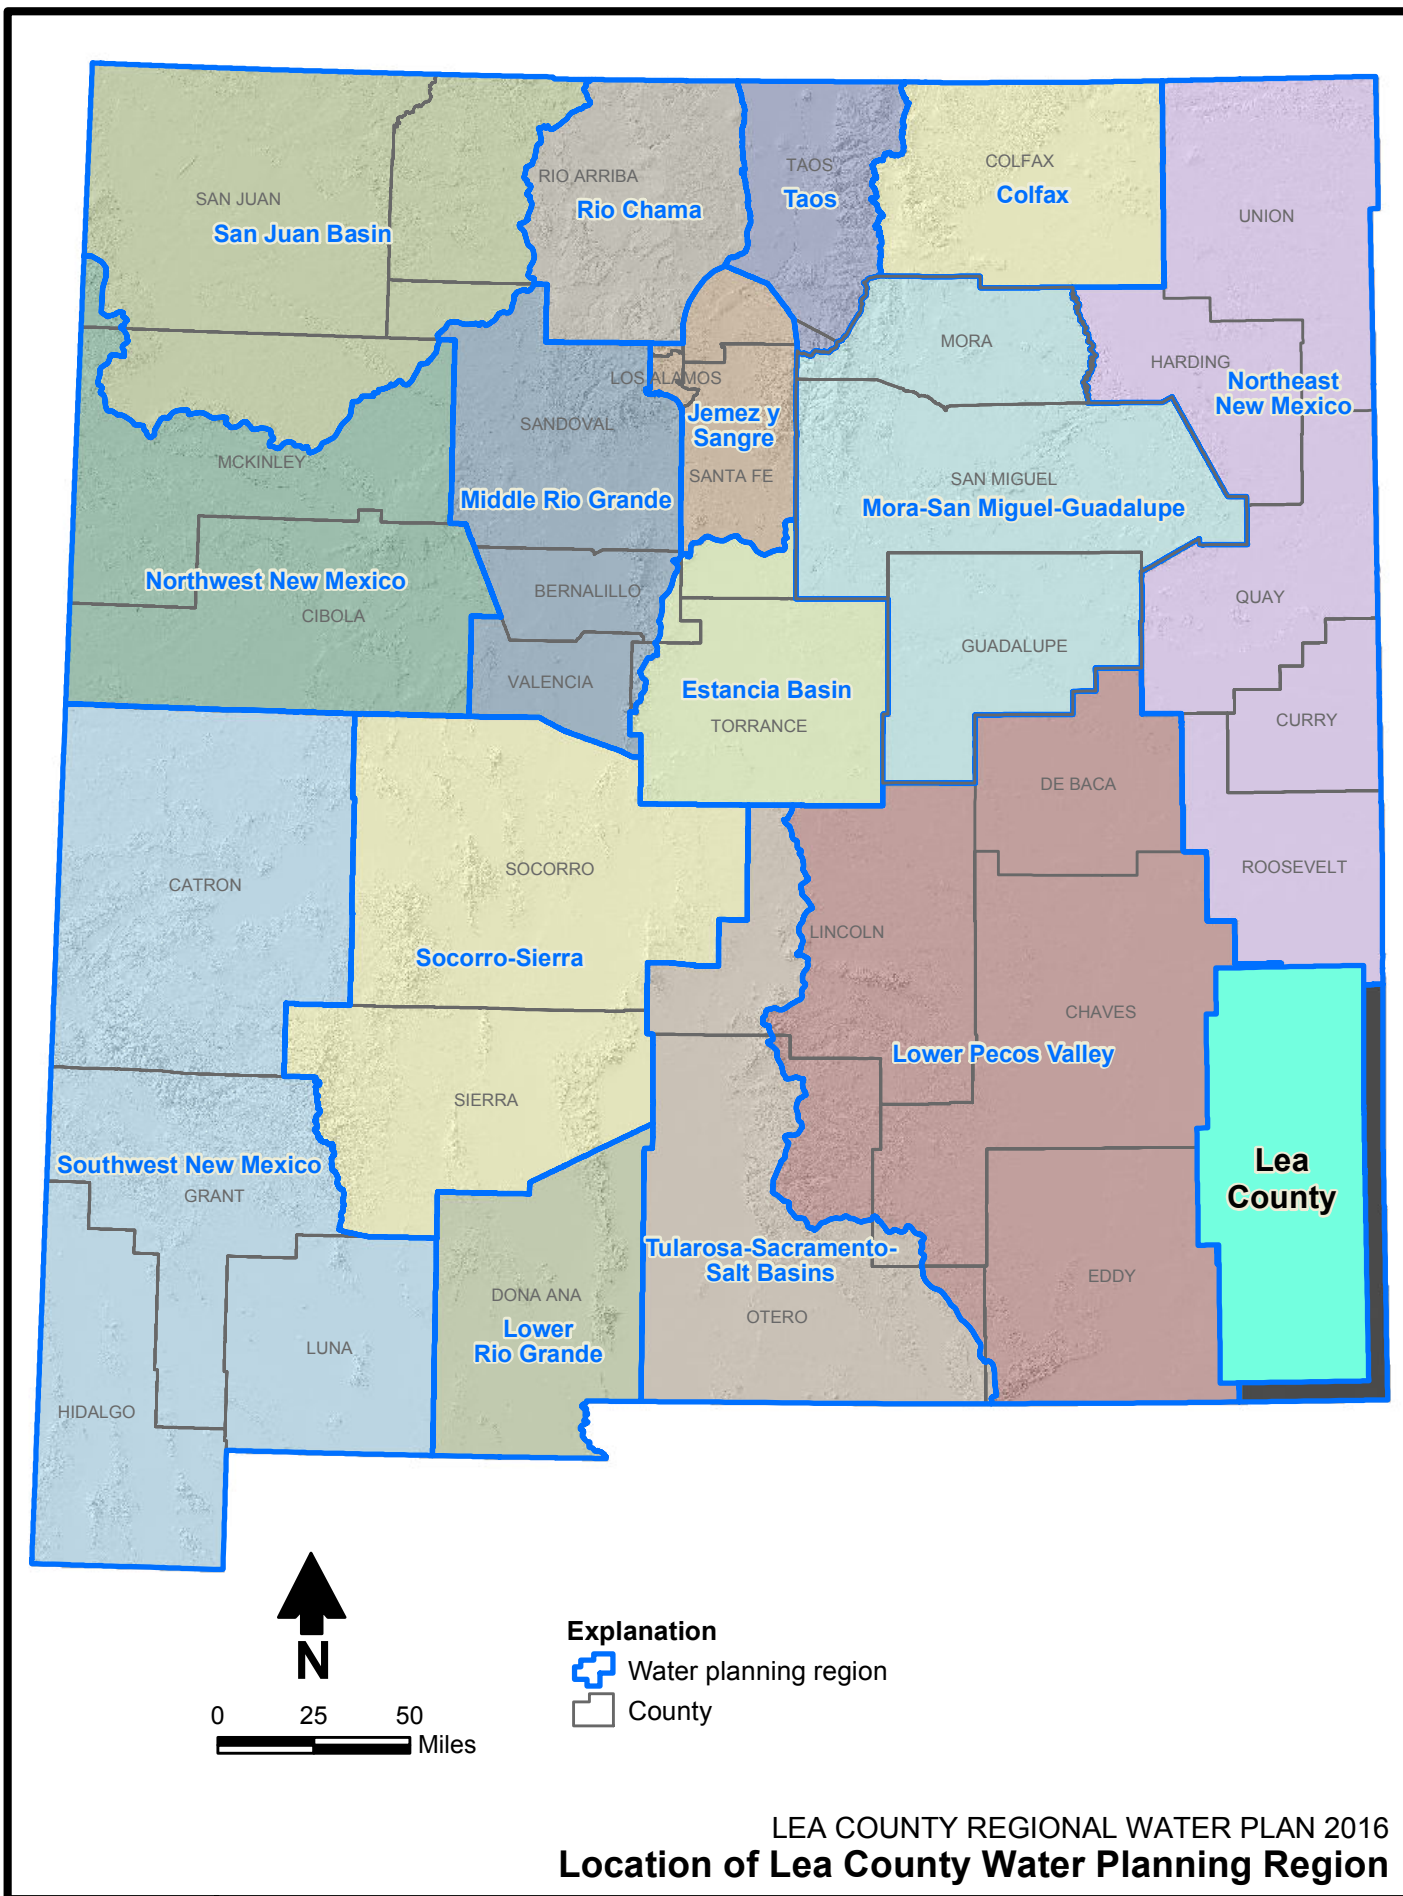 SAN JUAN
San Juan Basin
RIO ARRIBA
Rio Chama
TAOS
Taos
COLFAX
Colfax
UNION
MORA
HARDING
Northeast
New Mexico
LOS ALAMOS
SANDOVAL
Jemez y
Sangre
SANTA FE
MCKINLEY
Middle Rio Grande
SAN MIGUEL
Mora-San Miguel-Guadalupe
Northwest New Mexico
CIBOLA
BERNALILLO
QUAY
GUADALUPE
VALENCIA
Estancia Basin
TORRANCE
CURRY
DE BACA
CATRON
SOCORRO
ROOSEVELT
LINCOLN
Socorro-Sierra
CHAVES
Lower Pecos Valley
SIERRA
Southwest New Mexico
GRANT
Lea
County
Tularosa-Sacramento-
Salt Basins
EDDY
DONA ANA
OTERO
Lower
Rio Grande
LUNA
HIDALGO
N
0 25 50
Miles
Explanation
Water planning region
County
LEA COUNTY REGIONAL WATER PLAN 2016
Location of Lea County Water Planning Region